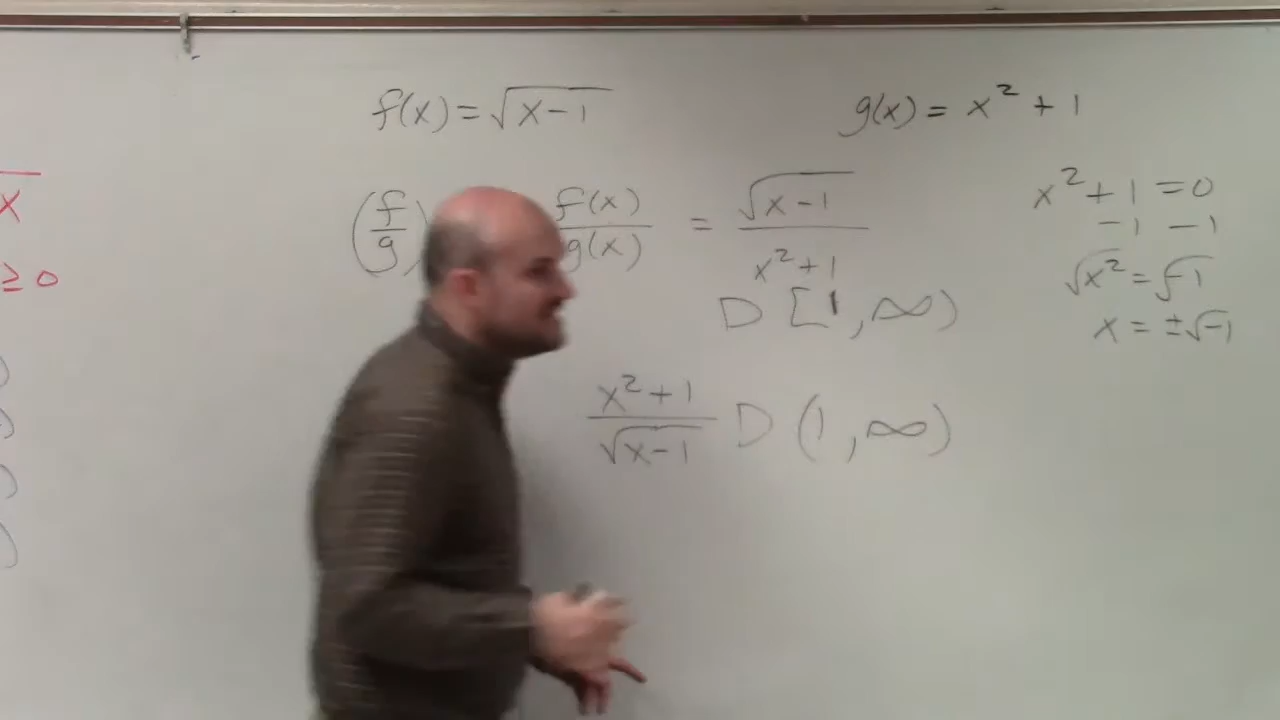 f(x) = √(x-1)
g(x) = x² + 1
(f/g) f(x)/g(x) = √(x-1)/(x²+1)
D [1, ∞)
x² + 1 = 0
-1 -1
√x² = √-1
x = ±√-1
(x²+1)/√(x-1) D (1, ∞)
x
≥ 0